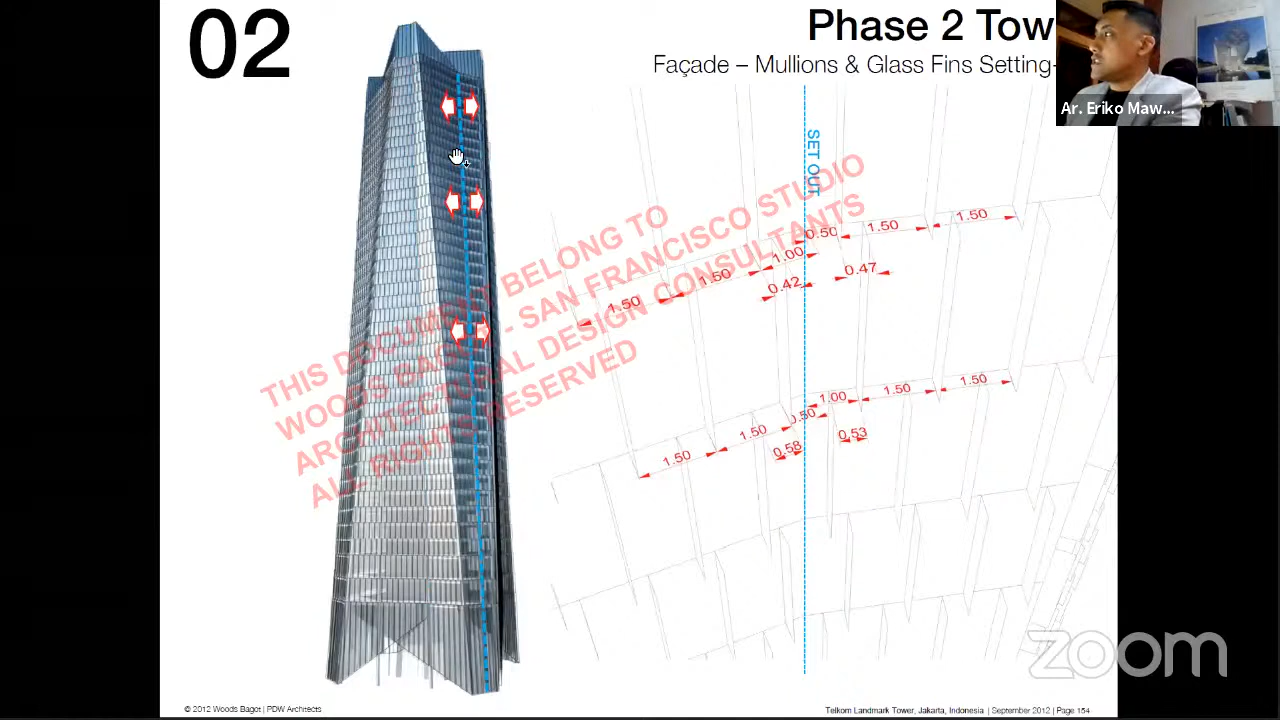 02
Phase 2 Tow
Façade – Mullions & Glass Fins Setting-
Ar. Eriko Maw...
SET OUT
THIS DOCUMENT BELONG TO
WOODS BAGOT - SAN FRANCISCO STUDIO
ARCHITECTURAL DESIGN CONSULTANTS
ALL RIGHTS RESERVED
1.50
1.50
1.00
0.50
1.50
1.50
0.42
0.47
1.50
1.50
0.50
1.00
1.50
1.50
0.58
0.53
zoom
© 2012 Woods Bagot | PDW Architects
Telkom Landmark Tower, Jakarta, Indonesia | September 2012 | Page 154